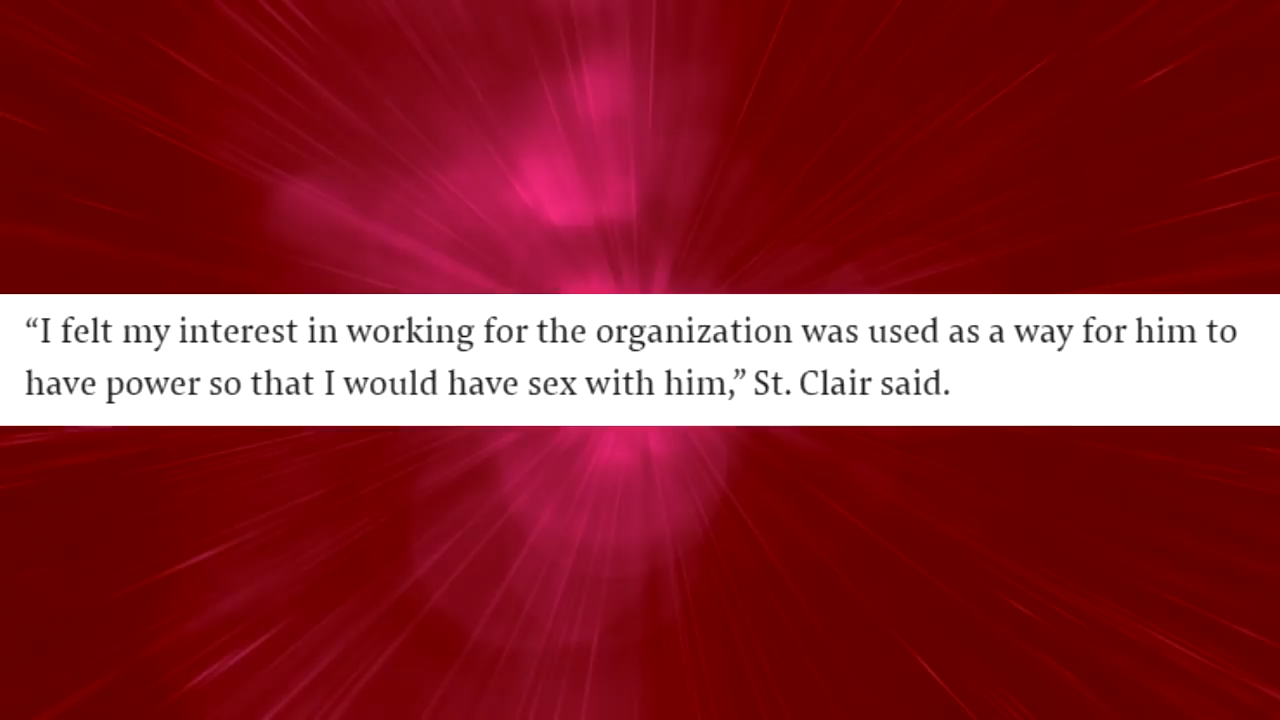 “I felt my interest in working for the organization was used as a way for him to
have power so that I would have sex with him,” St. Clair said.